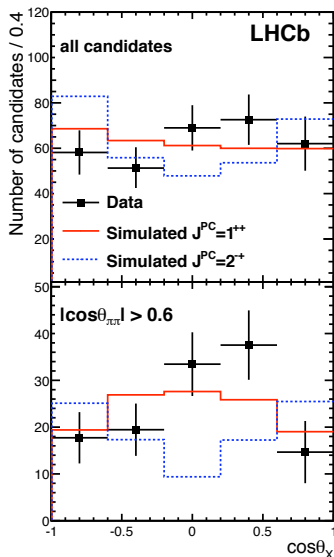 120
all candidates
LHCb
100
80
60
40
20
0
Number of candidates / 0.4
Data
Simulated J^PC=1^++
Simulated J^PC=2^-+
50
|cosθ_ππ| > 0.6
40
30
20
10
0
-1 -0.5 0 0.5 1
cosθ_x